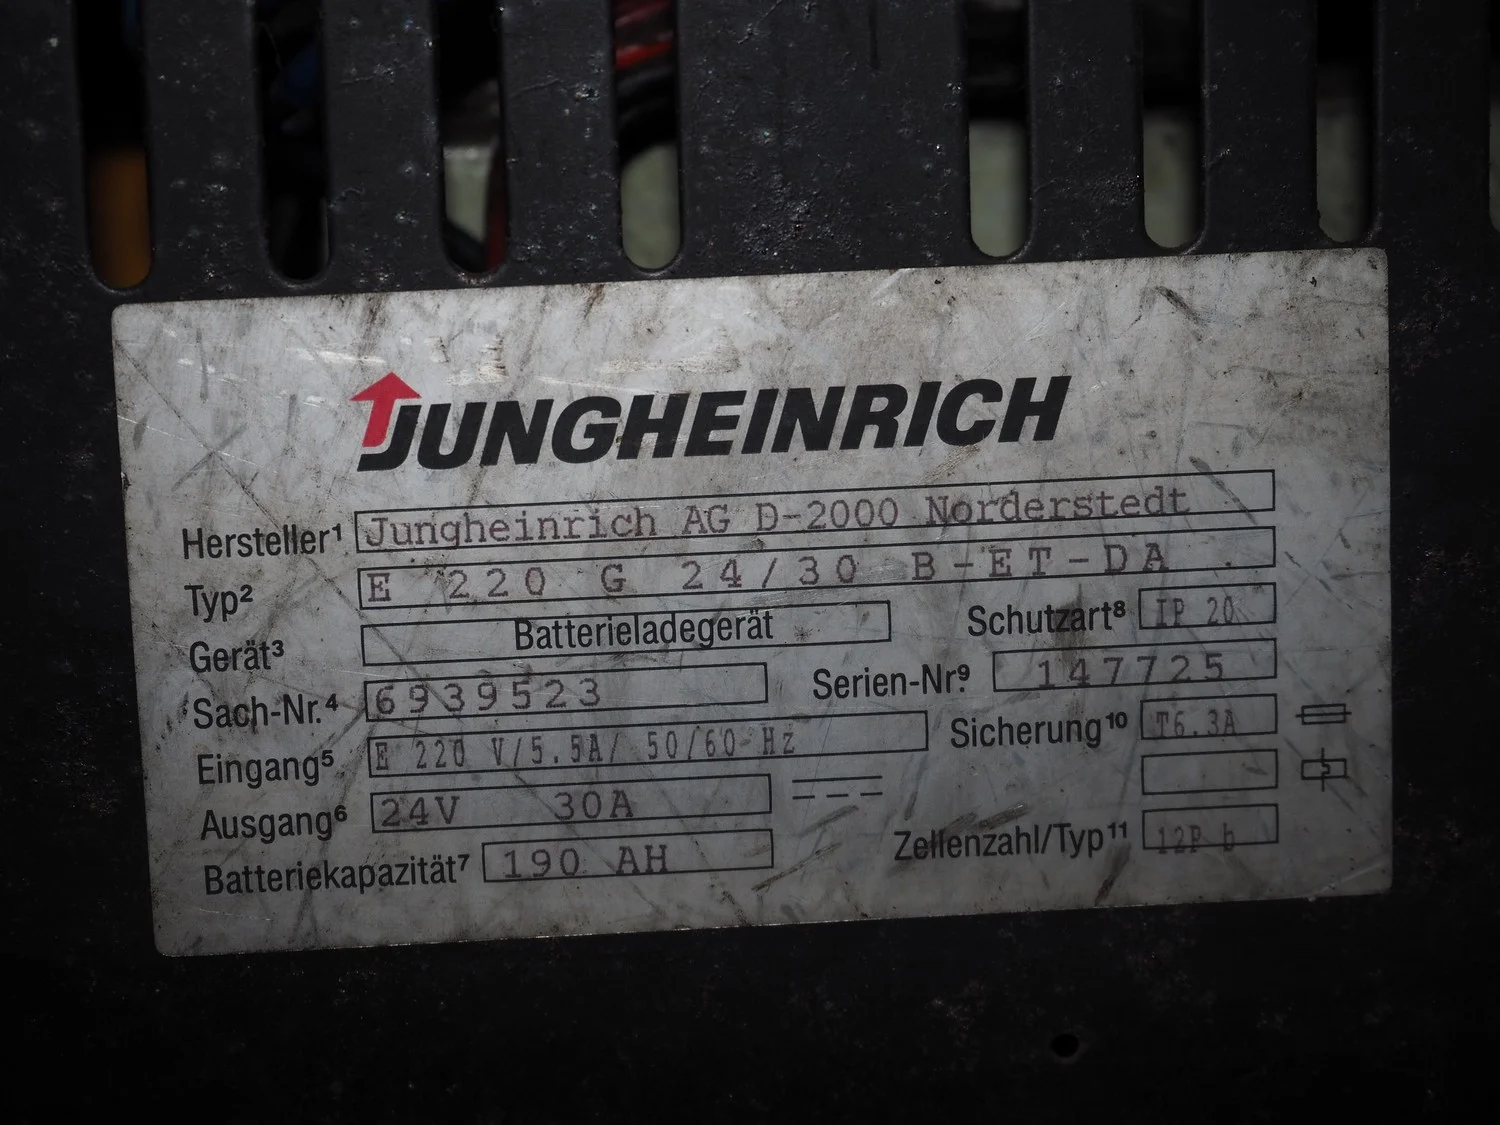 JUNGHEINRICH
Hersteller¹ Jungheinrich AG D-2000 Norderstedt
Typ² E 220 G 24/30 B-ET-DA
Gerät³ Batterieladegerät Schutzart⁸ IP 20
Sach-Nr.⁴ 6939523 Serien-Nr.⁹ 147725
Eingang⁵ E 220 V/5.5A/ 50/60 Hz Sicherung¹⁰ T6.3A
Ausgang⁶ 24V 30A
Batteriekapazität⁷ 190 AH Zellenzahl/Typ¹¹ 12P b